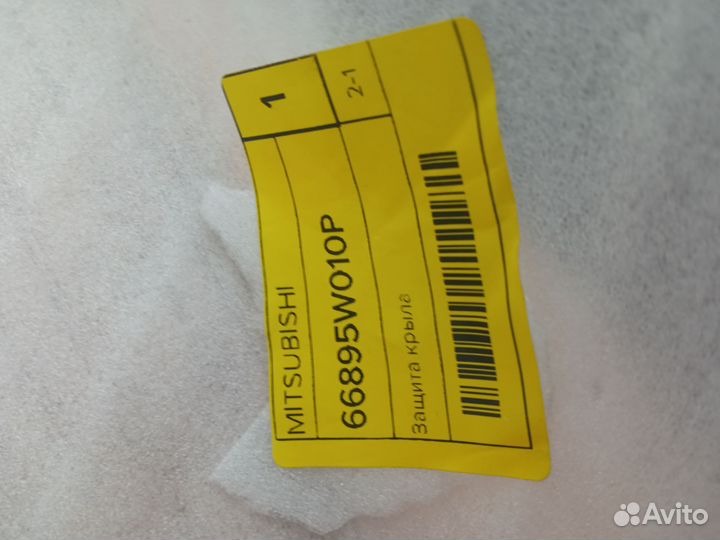 MITSUBISHI
1
66895W010P
2-1
Защита крыла
Avito